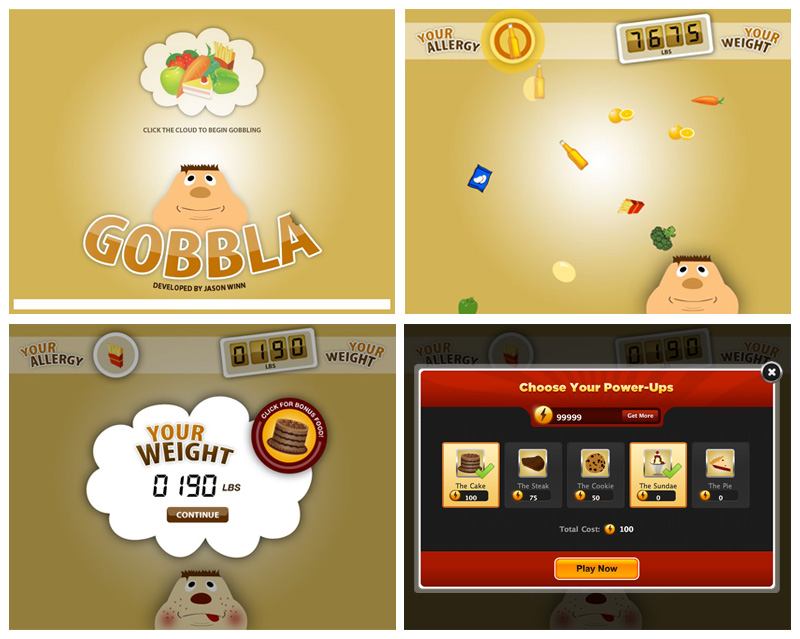 CLICK THE CLOUD TO BEGIN GOBBLING
GOBBLA
DEVELOPED BY JASON WINN
YOUR
ALLERGY
7675
LBS
YOUR
WEIGHT
YOUR
ALLERGY
0190
LBS
YOUR
WEIGHT
CLICK FOR BONUS FOOD!
YOUR
WEIGHT
0190 LBS
CONTINUE
YOUR
ALLERGY
0190
YOUR
WEIGHT
Choose Your Power-Ups
99999
Get More
The Cake
100
The Steak
75
The Cookie
50
The Sundae
0
The Pie
0
Total Cost: 100
Play Now